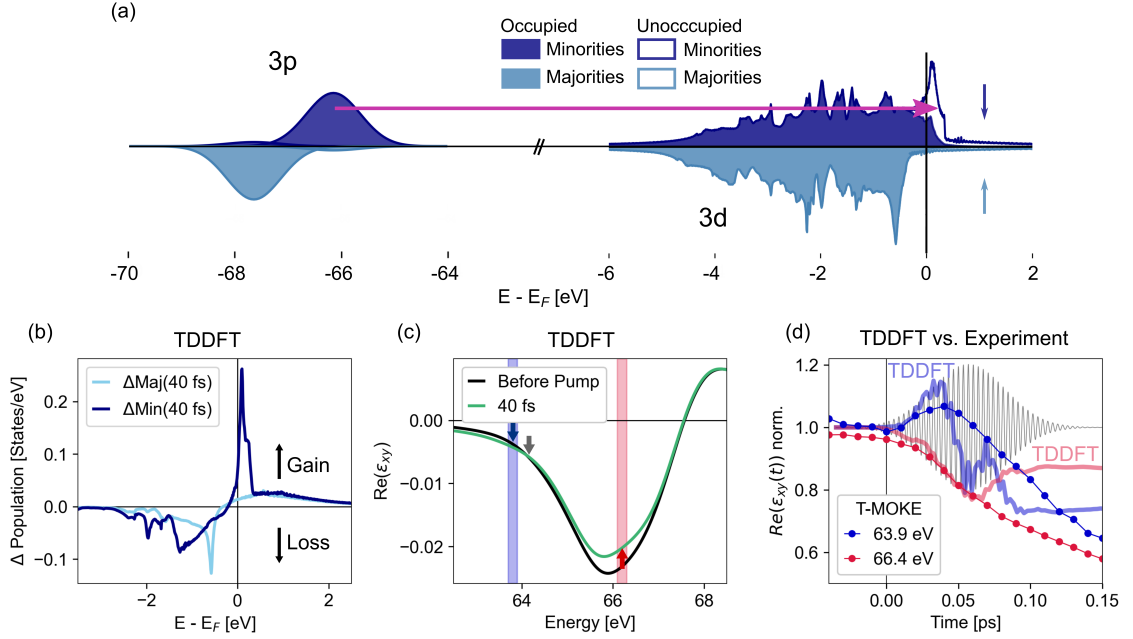 (a)
Occupied
Unocccupied
Minorities
Minorities
Majorities
Majorities
3p
3d
-70
-68
-66
-64
-6
-4
-2
0
2
E - E_F [eV]
(b)
TDDFT
ΔMaj(40 fs)
ΔMin(40 fs)
Gain
Loss
0.2
0.1
0.0
−0.1
−2
0
2
Δ Population [States/eV]
E - E_F [eV]
(c)
TDDFT
Before Pump
40 fs
0.00
−0.01
−0.02
64
66
68
Re(ε_xy)
Energy [eV]
(d)
TDDFT vs. Experiment
TDDFT
TDDFT
T-MOKE
63.9 eV
66.4 eV
1.2
1.0
0.8
0.6
0.00
0.05
0.10
0.15
Re(ε_xy(t)) norm.
Time [ps]